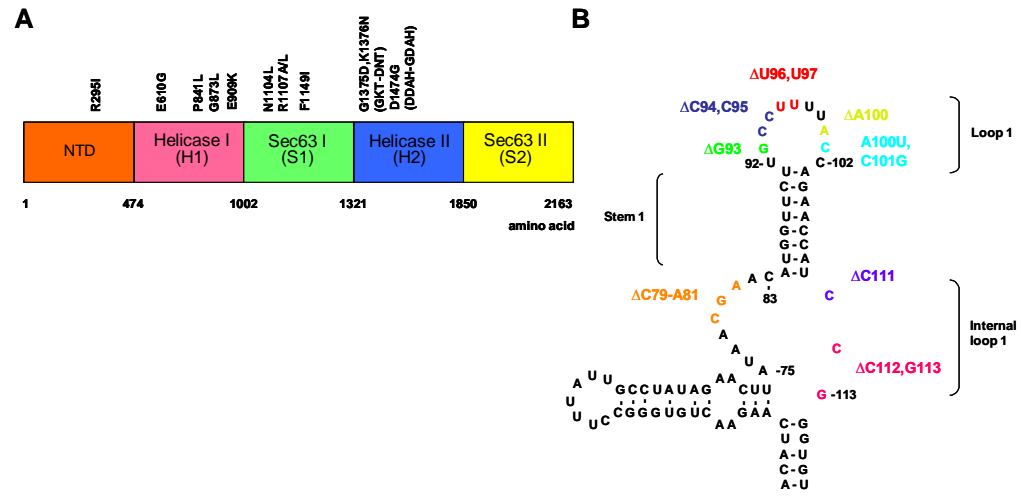 A
R295I
E610G
P841L
G873L
E909K
N1104L
R1107A/L
F1149I
G1375D,K1376N
(GKT-DNT)
D1474G
(DDAH-GDAH)
NTD
Helicase I
(H1)
Sec63 I
(S1)
Helicase II
(H2)
Sec63 II
(S2)
1
474
1002
1321
1850
2163
amino acid
B
ΔU96,U97
ΔC94,C95
ΔA100
ΔG93
A100U,
C101G
Loop 1
C C U U U U
G A
92- U C C -102
U A
C - G
U - A
U - A
G - C
G - C
U - A
A - U
Stem 1
ΔC79-A81
C G A A C
83
ΔC111
C
C
ΔC112,G113
G -113
Internal
loop 1
A A U A -75
A U U G C C U A U A G A A C U U
U U U C C C G G G U G U C A A G A A
C - G
U G
A - U
C - G
A - U